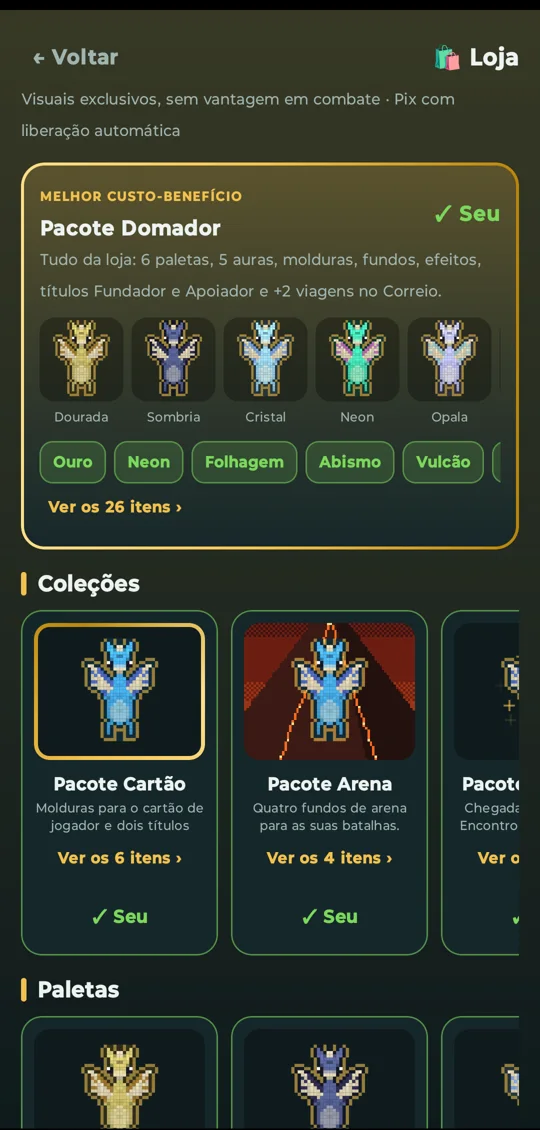 ← Voltar
🛍️ Loja
Visuais exclusivos, sem vantagem em combate · Pix com
liberação automática
MELHOR CUSTO-BENEFÍCIO
Pacote Domador
✓ Seu
Tudo da loja: 6 paletas, 5 auras, molduras, fundos, efeitos,
títulos Fundador e Apoiador e +2 viagens no Correio.
Dourada
Sombria
Cristal
Neon
Opala
Ouro
Neon
Folhagem
Abismo
Vulcão
Ver os 26 itens ›
Coleções
Pacote Cartão
Molduras para o cartão de
jogador e dois títulos
Ver os 6 itens ›
✓ Seu
Pacote Arena
Quatro fundos de arena
para as suas batalhas.
Ver os 4 itens ›
✓ Seu
Chegada
Encontro
Paletas